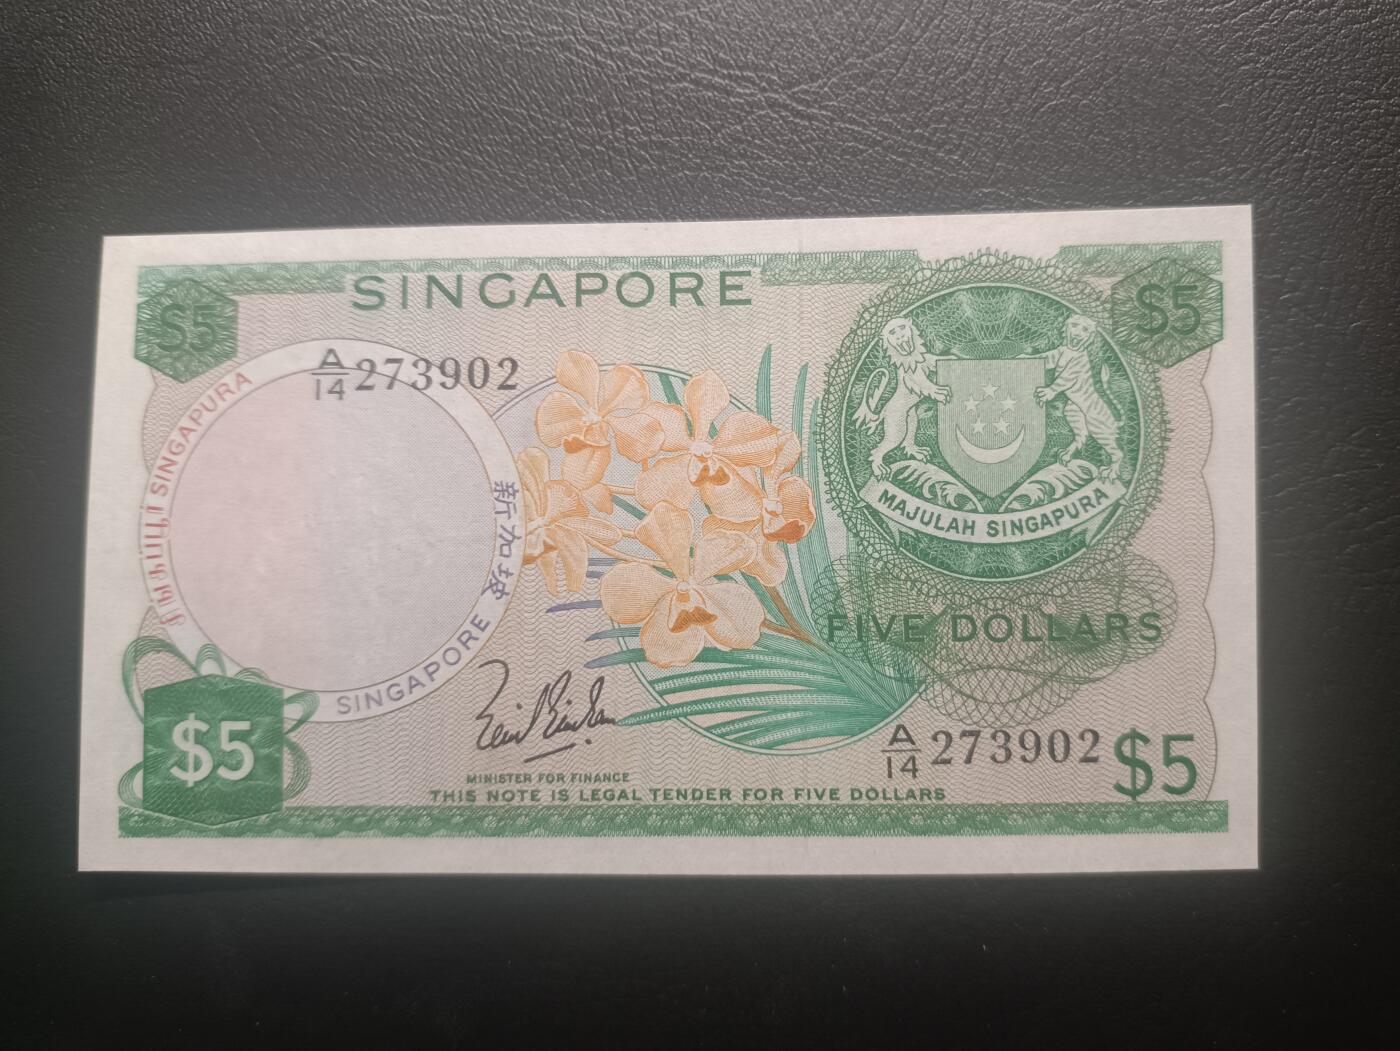 SINGAPORE
$5
$5
A/14 273902
சிங்கப்பூர் SINGAPURA
新加坡
SINGAPORE
MAJULAH SINGAPURA
FIVE DOLLARS
$5
MINISTER FOR FINANCE
THIS NOTE IS LEGAL TENDER FOR FIVE DOLLARS
A/14 273902
$5